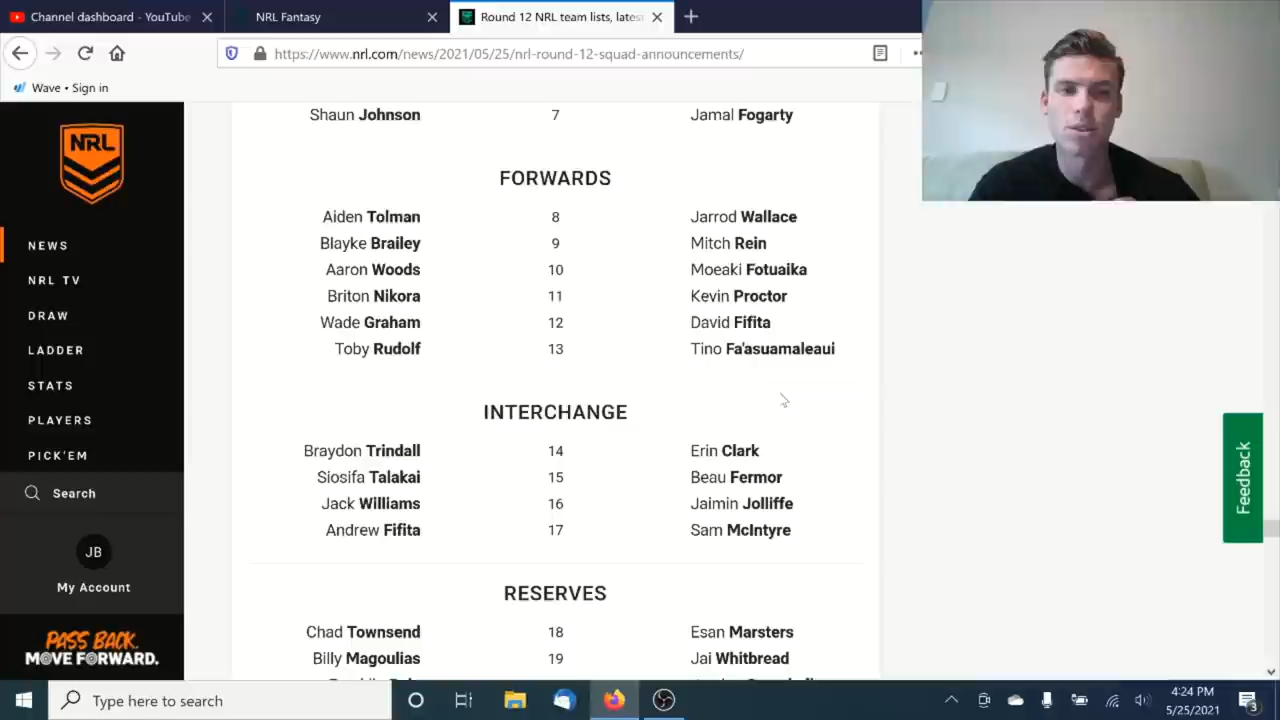 Channel dashboard - YouTube
NRL Fantasy
Round 12 NRL team lists, lates
https://www.nrl.com/news/2021/05/25/nrl-round-12-squad-announcements/
Wave • Sign in
NRL
NEWS
NRL TV
DRAW
LADDER
STATS
PLAYERS
PICK'EM
Search
JB
My Account
PASS BACK.
MOVE FORWARD.
Shaun Johnson 7 Jamal Fogarty
FORWARDS
Aiden Tolman 8 Jarrod Wallace
Blayke Brailey 9 Mitch Rein
Aaron Woods 10 Moeaki Fotuaika
Briton Nikora 11 Kevin Proctor
Wade Graham 12 David Fifita
Toby Rudolf 13 Tino Fa'asuamaleaui
INTERCHANGE
Braydon Trindall 14 Erin Clark
Siosifa Talakai 15 Beau Fermor
Jack Williams 16 Jaimin Jolliffe
Andrew Fifita 17 Sam McIntyre
RESERVES
Chad Townsend 18 Esan Marsters
Billy Magoulias 19 Jai Whitbread
Feedback
Type here to search
4:24 PM
5/25/2021
3